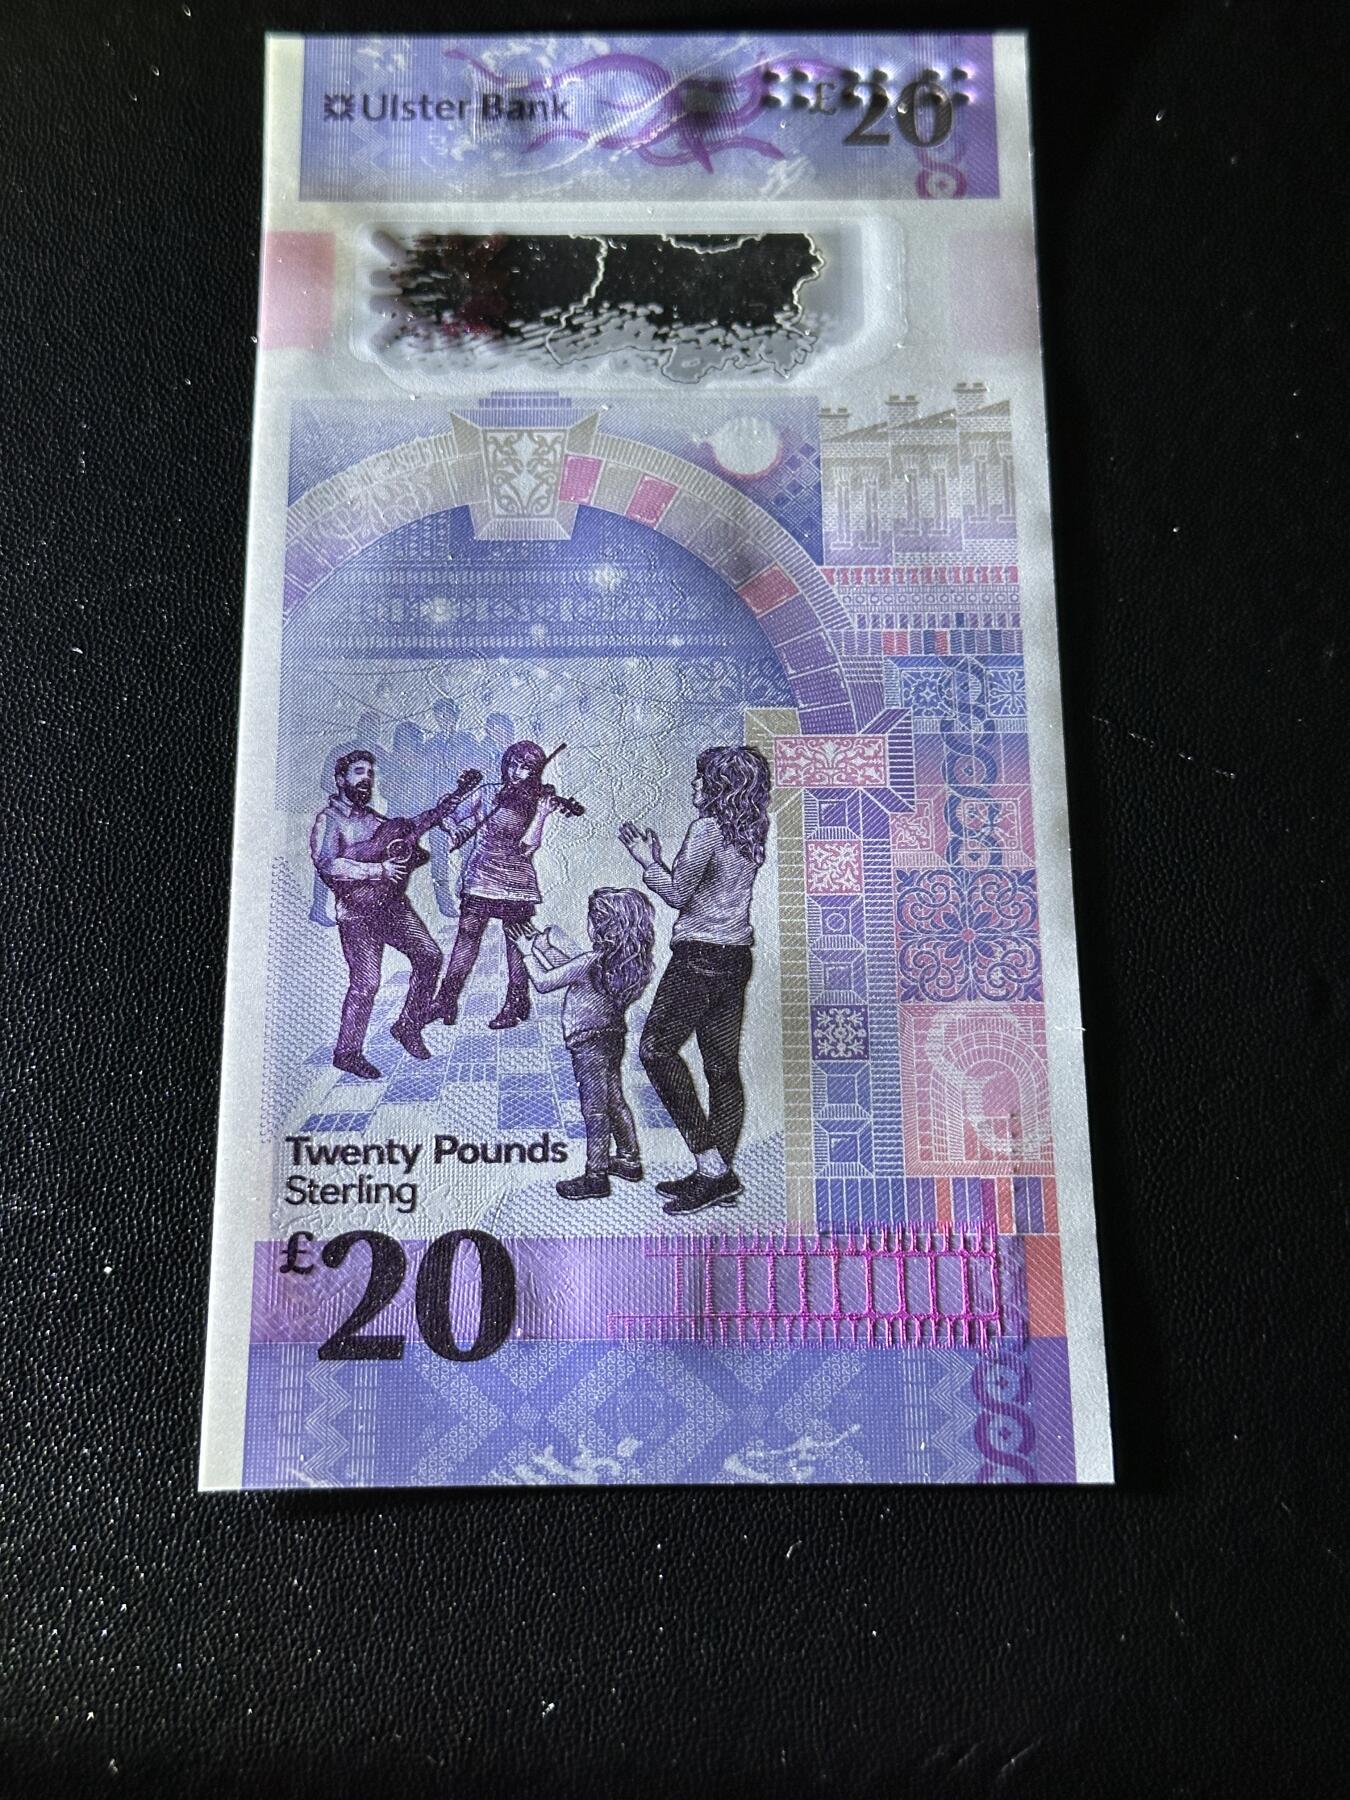 Ulster Bank
£20
Twenty Pounds
Sterling
£20